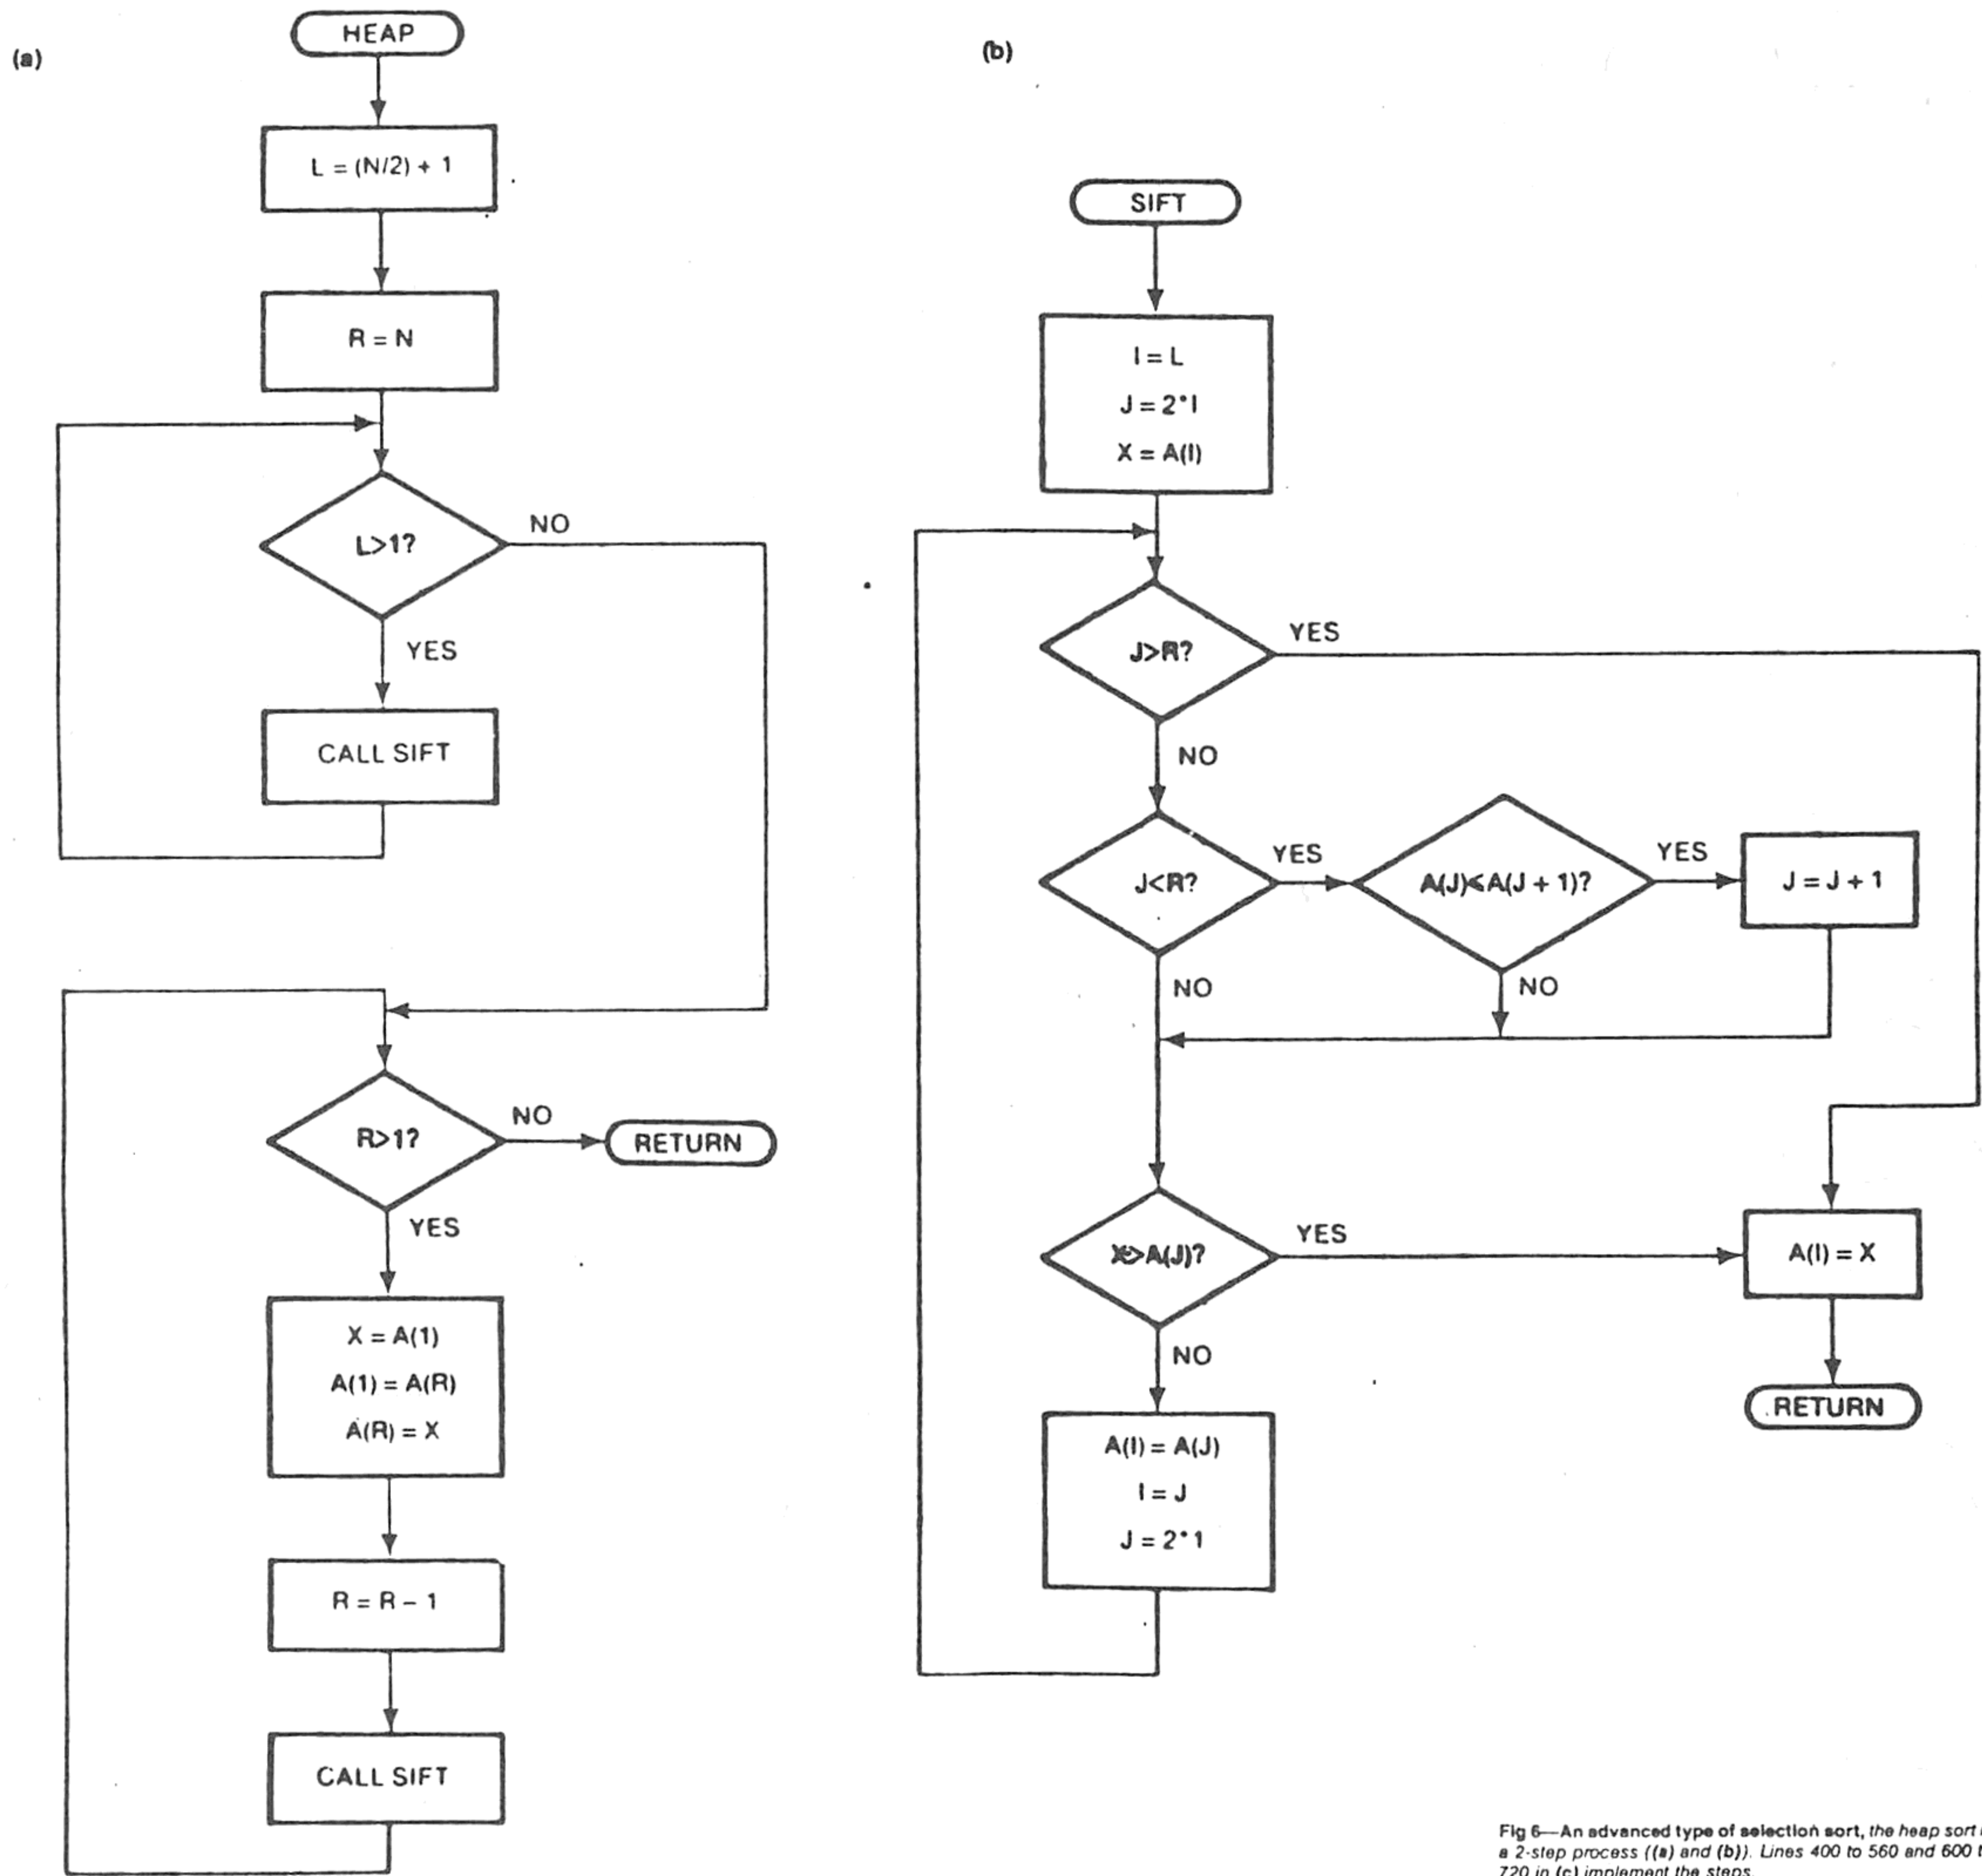 (a)
HEAP
L = (N/2) + 1
R = N
L>1?
NO
YES
CALL SIFT
R>1?
NO
RETURN
YES
X = A(1)
A(1) = A(R)
A(R) = X
R = R – 1
CALL SIFT
(b)
SIFT
I = L
J = 2*I
X = A(I)
J>R?
YES
NO
J<R?
YES
A(J)≤A(J + 1)?
YES
J = J + 1
NO
NO
X>A(J)?
YES
A(I) = X
RETURN
NO
A(I) = A(J)
I = J
J = 2*1
Fig 6—An advanced type of selection sort, the heap sort
a 2-step process ((a) and (b)). Lines 400 to 560 and 600
720 in (c) implement the steps.